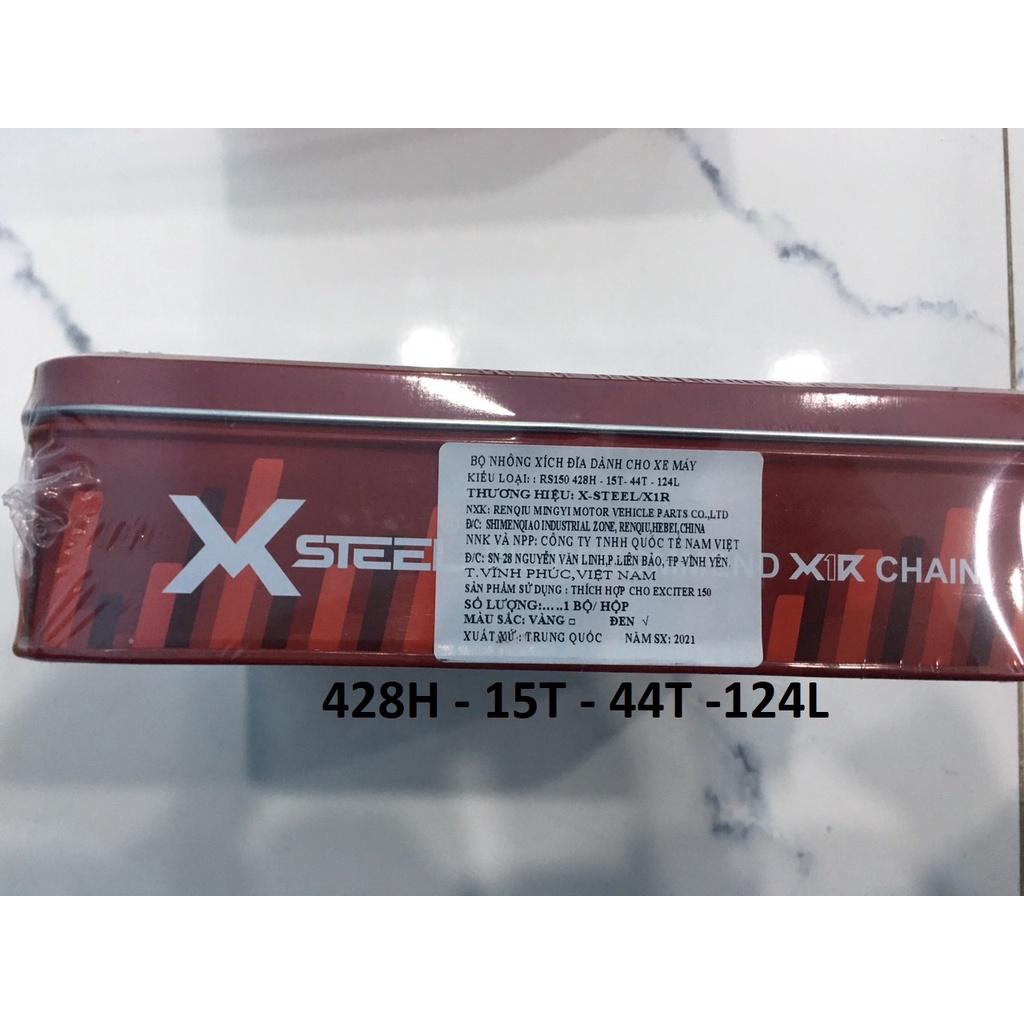 BỘ NHÔNG XÍCH ĐĨA DÀNH CHO XE MÁY
KIỂU LOẠI: : RS150 428H - 15T- 44T - 124L
THƯƠNG HIỆU: X-STEEL/X1R
NXK: RENQIU MINGYI MOTOR VEHICLE PARTS CO.,LTD
Đ/C: SHIMENQIAO INDUSTRIAL ZONE, RENQIU,HEBEI,CHINA
NNK VÀ NPP: CÔNG TY TNHH QUỐC TẾ NAM VIỆT
Đ/C: SN-28 NGUYỄN VĂN LINH,P.LIÊN BẢO, TP-VĨNH YÊN,
T.VĨNH PHÚC,VIỆT NAM
SẢN PHẨM SỬ DỤNG : THÍCH HỢP CHO EXCITER 150
SỐ LƯỢNG:.....1 BỘ/ HỘP
MÀU SẮC: VÀNG □ ĐEN √
XUẤT XỨ : TRUNG QUỐC NĂM SX: 2021
X STEEL
X1R CHAIN
428H - 15T - 44T -124L